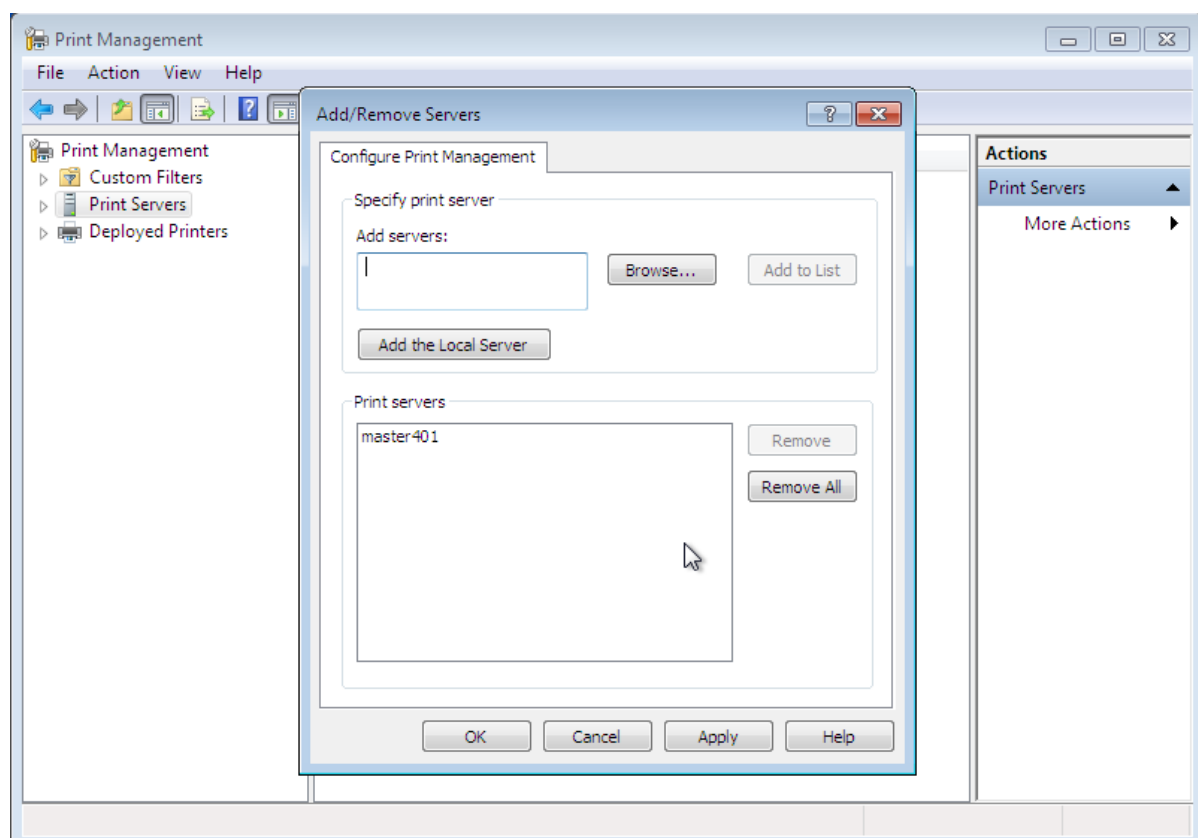 Print Management
File Action View Help
Print Management
Custom Filters
Print Servers
Deployed Printers
Add/Remove Servers
Configure Print Management
Specify print server
Add servers:
Browse...
Add to List
Add the Local Server
Print servers
master401
Remove
Remove All
OK Cancel Apply Help
Actions
Print Servers
More Actions